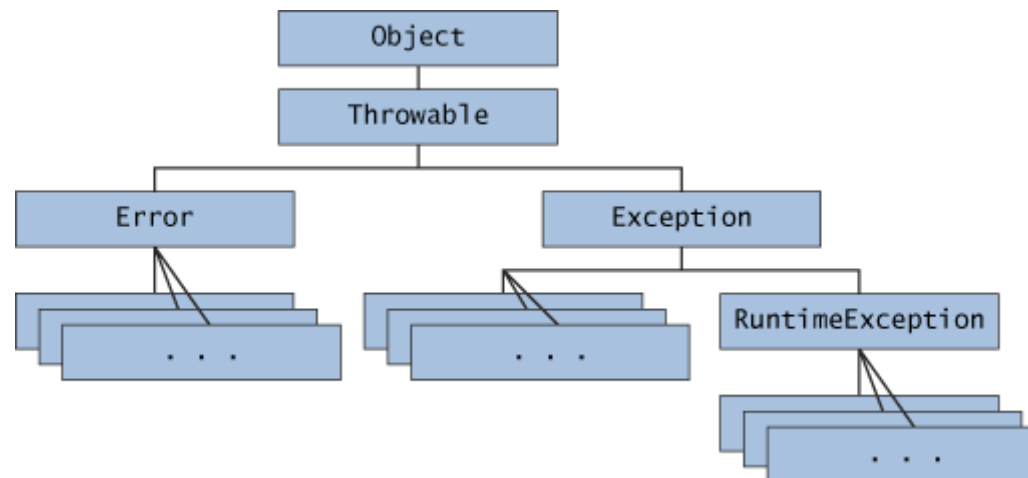 Object
Throwable
Error
Exception
RuntimeException
. . .
. . .
. . .